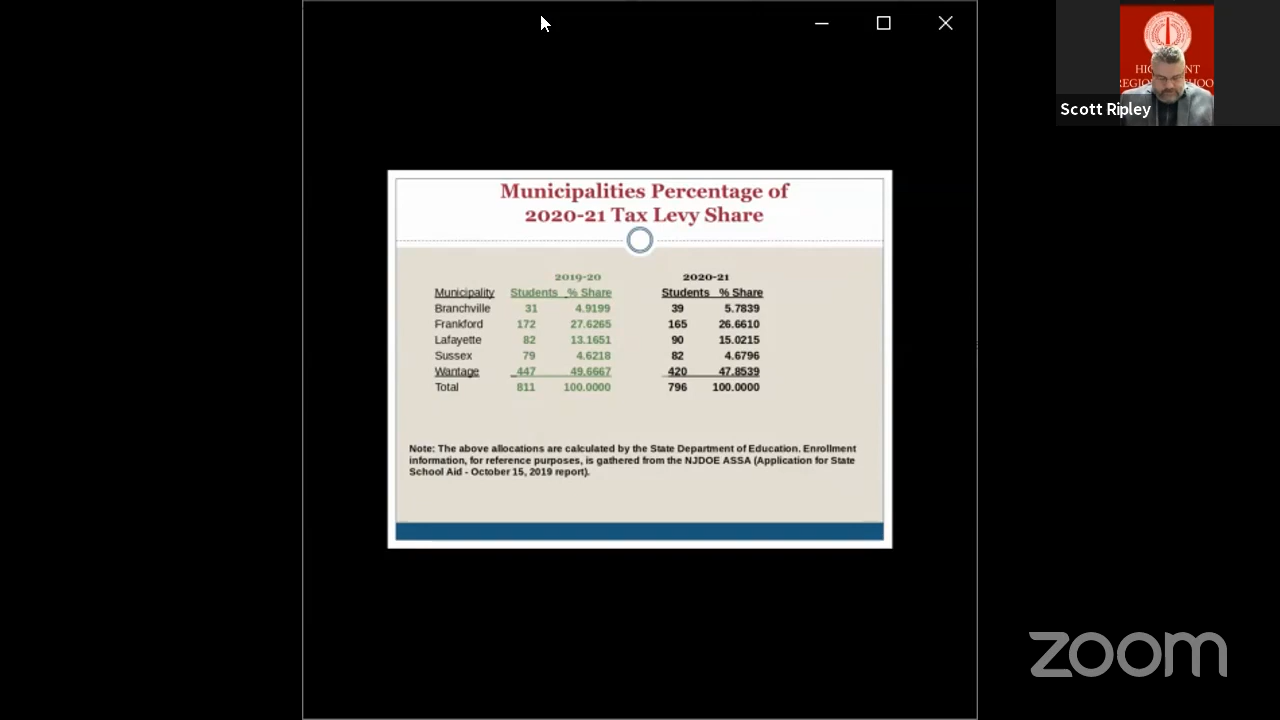 Municipalities Percentage of
2020-21 Tax Levy Share
2019-20 2020-21
Municipality Students % Share Students % Share
Branchville 31 4.9199 39 5.7839
Frankford 172 27.6265 165 26.6610
Lafayette 82 13.1651 90 15.0215
Sussex 79 4.6218 82 4.6796
Wantage 447 49.6667 420 47.8539
Total 811 100.0000 796 100.0000
Note: The above allocations are calculated by the State Department of Education. Enrollment
information, for reference purposes, is gathered from the NJDOE ASSA (Application for State
School Aid - October 15, 2019 report).
Scott Ripley
zoom